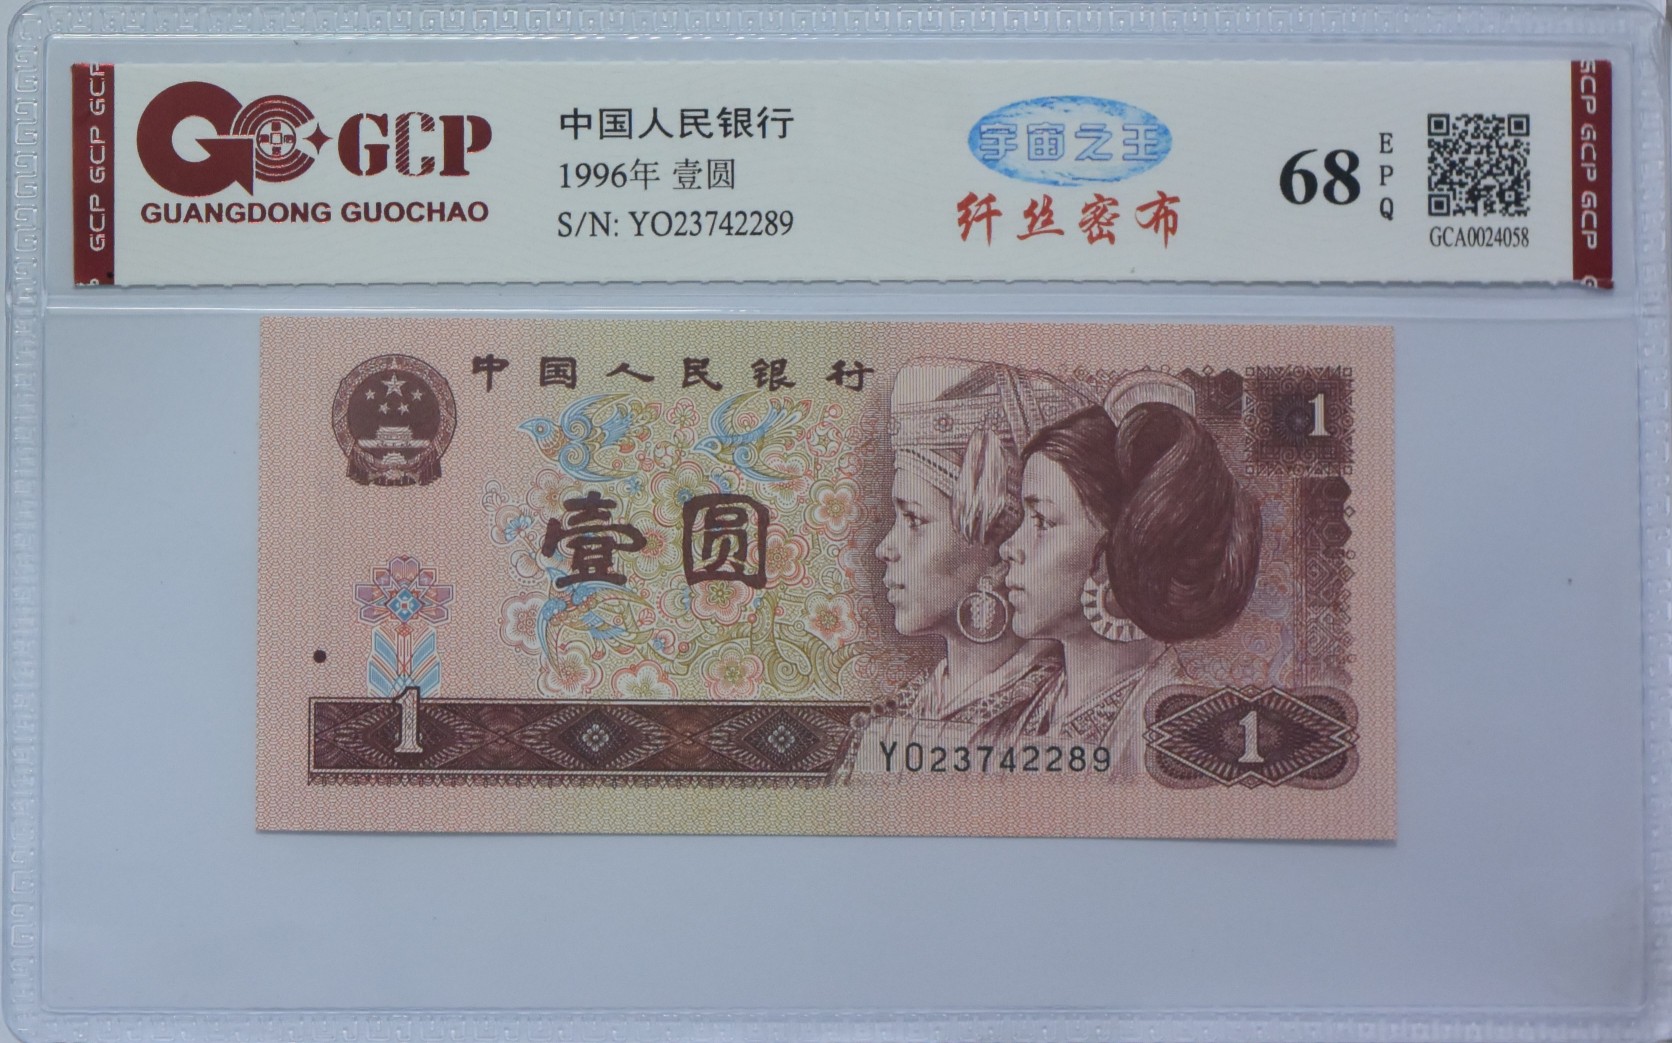 GCP GCP GCP
GCP
GUANGDONG GUOCHAO
中国人民银行
1996年 壹圆
S/N: YO23742289
宇宙之王
纤丝密布
68
EPQ
GCA0024058
GCP GCP GCP
中国人民银行
1
壹圆
1
YO23742289
1